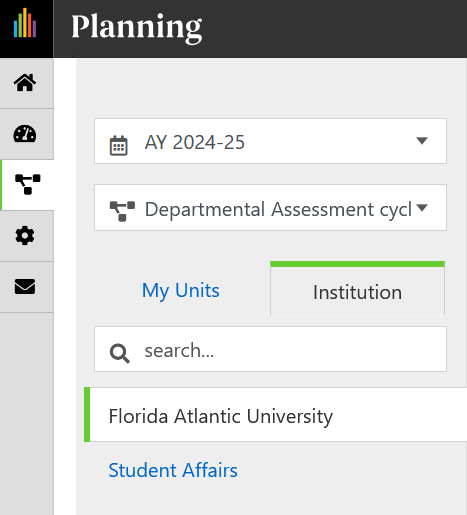 Planning
AY 2024-25
Departmental Assessment cycl
My Units
Institution
search...
Florida Atlantic University
Student Affairs